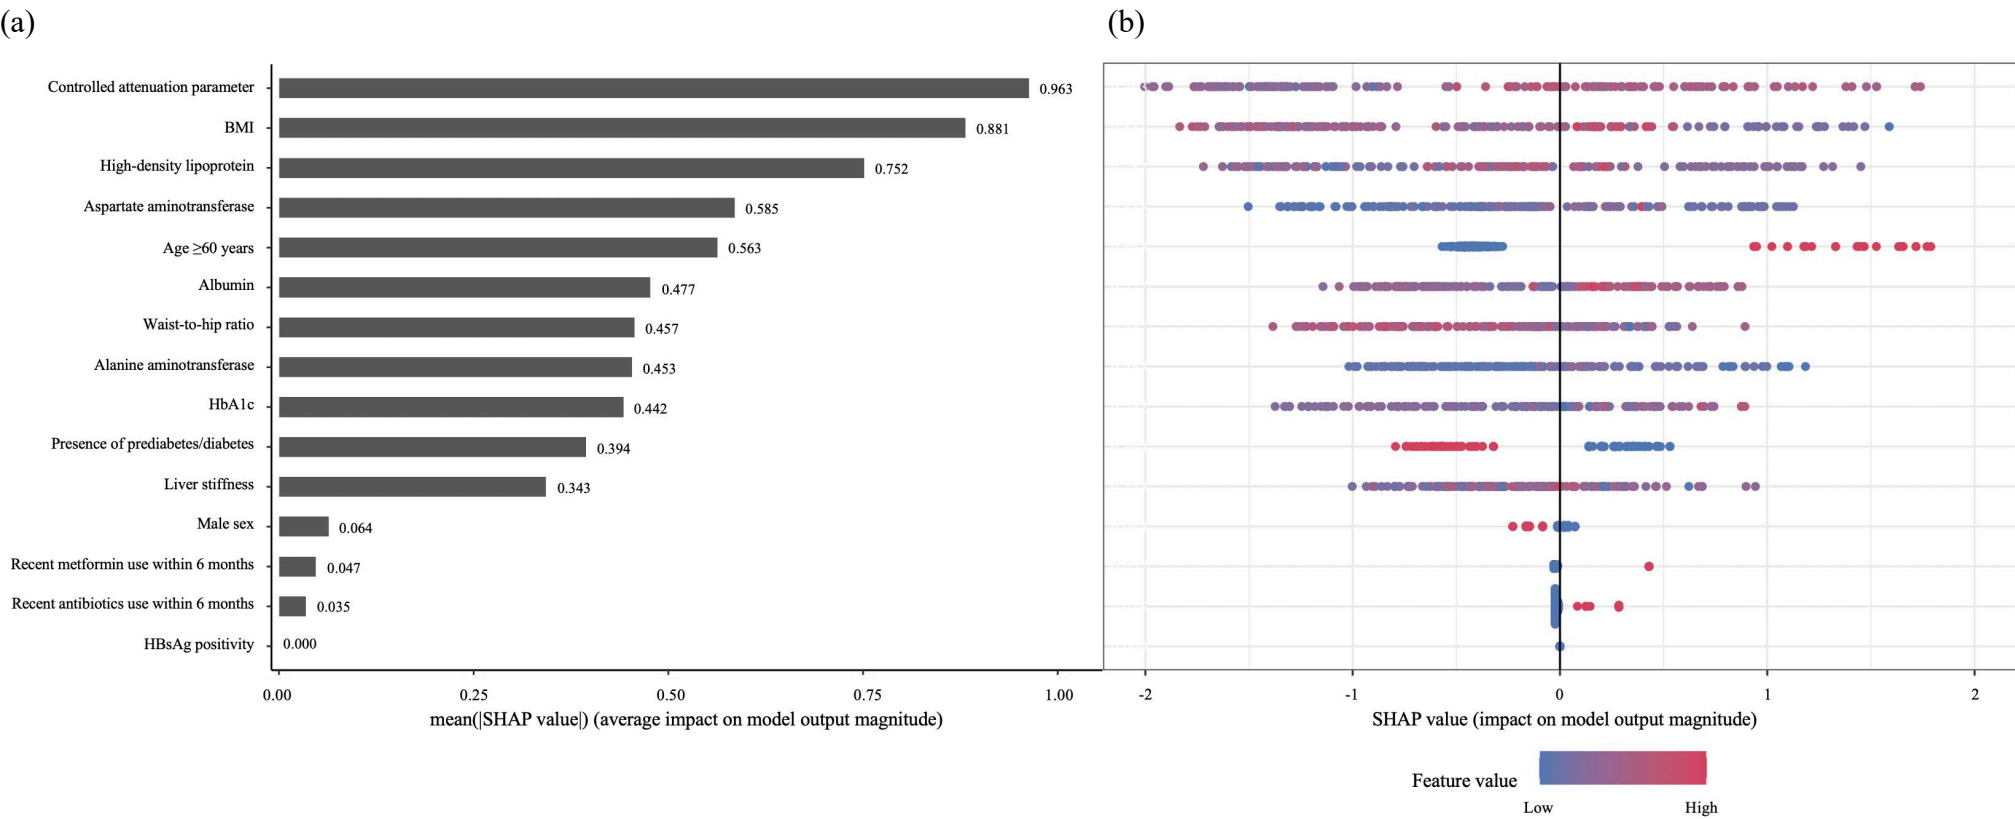 (a)
(b)
Controlled attenuation parameter
0.963
BMI
0.881
High-density lipoprotein
0.752
Aspartate aminotransferase
0.585
Age ≥60 years
0.563
Albumin
0.477
Waist-to-hip ratio
0.457
Alanine aminotransferase
0.453
HbA1c
0.442
Presence of prediabetes/diabetes
0.394
Liver stiffness
0.343
Male sex
0.064
Recent metformin use within 6 months
0.047
Recent antibiotics use within 6 months
0.035
HBsAg positivity
0.000
0.00 0.25 0.50 0.75 1.00
mean(|SHAP value|) (average impact on model output magnitude)
-2 -1 0 1 2
SHAP value (impact on model output magnitude)
Feature value
Low High